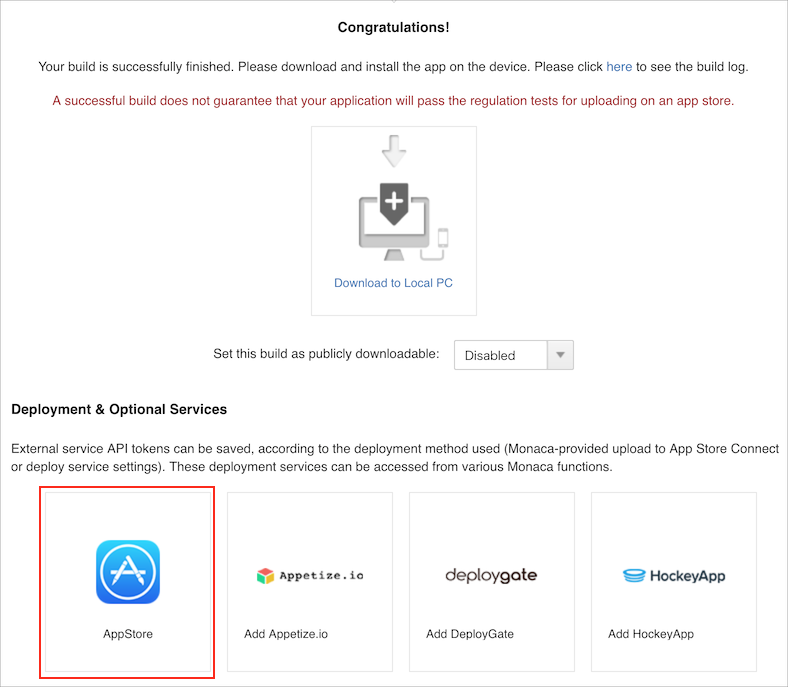 Congratulations!
Your build is successfully finished. Please download and install the app on the device. Please click here to see the build log.
A successful build does not guarantee that your application will pass the regulation tests for uploading on an app store.
Download to Local PC
Set this build as publicly downloadable: Disabled
Deployment & Optional Services
External service API tokens can be saved, according to the deployment method used (Monaca-provided upload to App Store Connect
or deploy service settings). These deployment services can be accessed from various Monaca functions.
Appetize.io deploygate HockeyApp
AppStore Add Appetize.io Add DeployGate Add HockeyApp